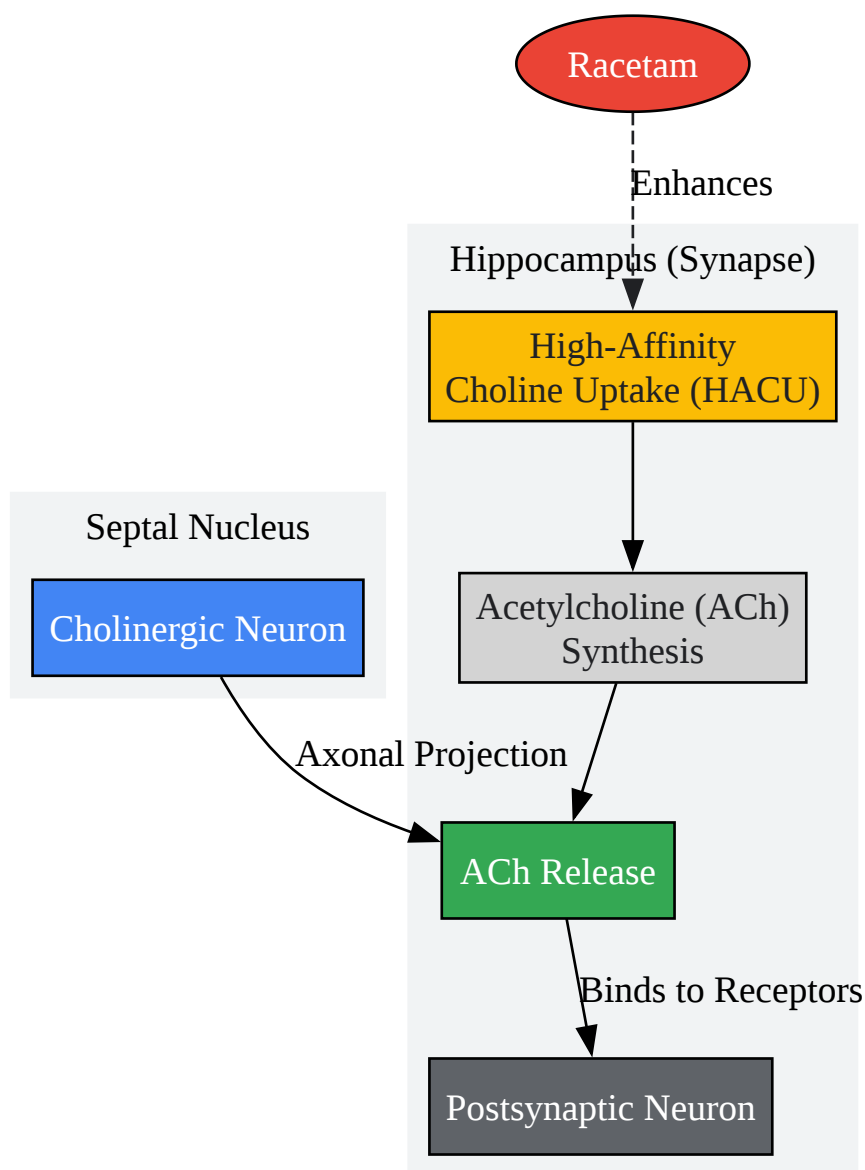 Racetam
Enhances
Hippocampus (Synapse)
High-Affinity
Choline Uptake (HACU)
Septal Nucleus
Cholinergic Neuron
Acetylcholine (ACh)
Synthesis
Axonal Projection
ACh Release
Binds to Receptors
Postsynaptic Neuron